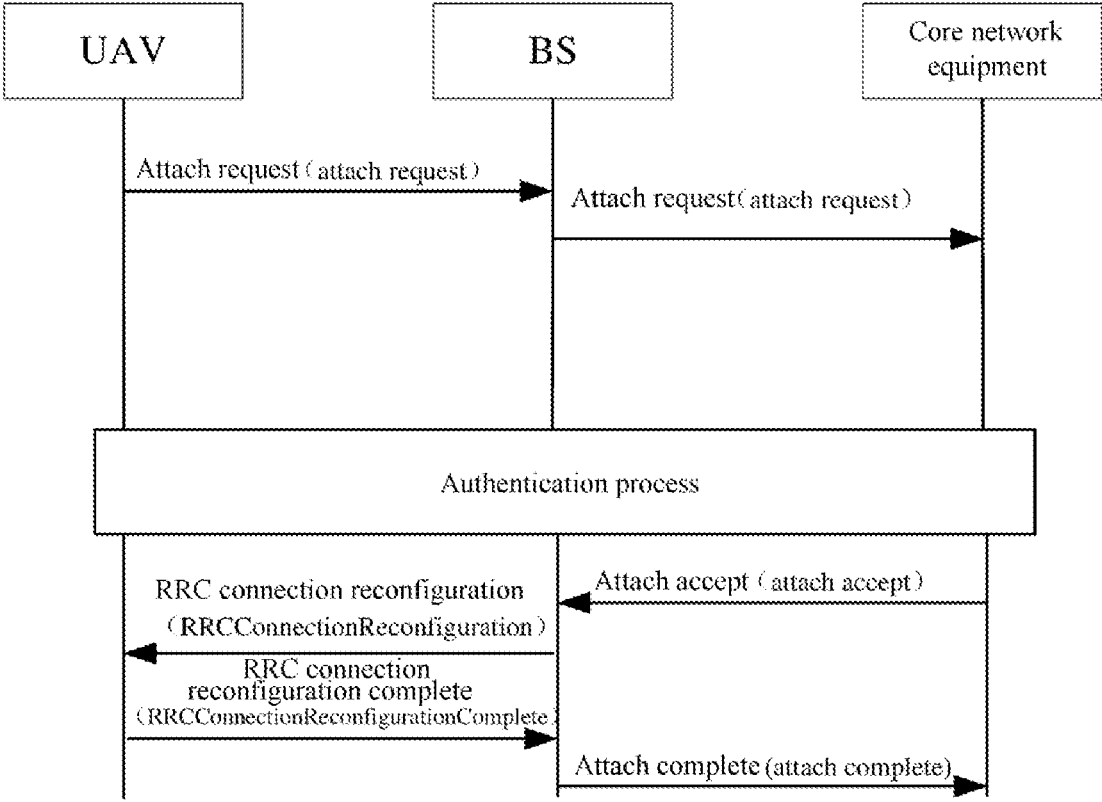 UAV
BS
Core network
equipment
Attach request (attach request)
Attach request (attach request)
Authentication process
Attach accept (attach accept)
RRC connection reconfiguration
(RRCConnectionReconfiguration)
RRC connection
reconfiguration complete
(RRCConnectionReconfigurationComplete)
Attach complete (attach complete)